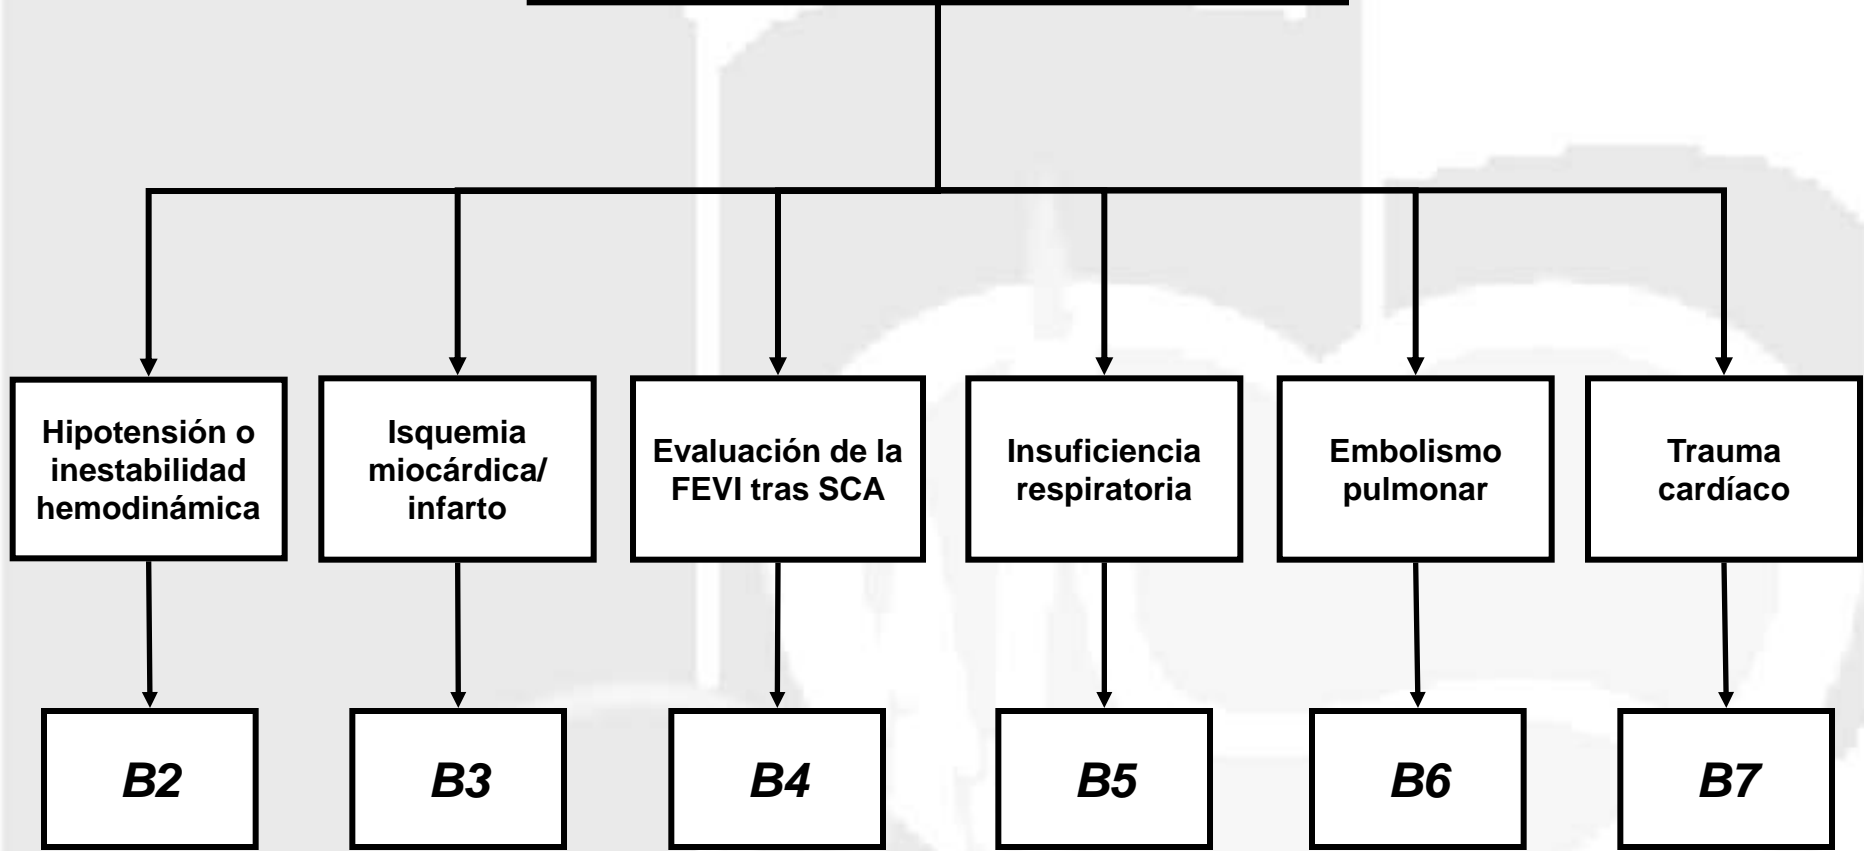 Hipotensión o
inestabilidad
hemodinámica
Isquemia
miocárdica/
infarto
Evaluación de la
FEVI tras SCA
Insuficiencia
respiratoria
Embolismo
pulmonar
Trauma
cardíaco
B2
B3
B4
B5
B6
B7